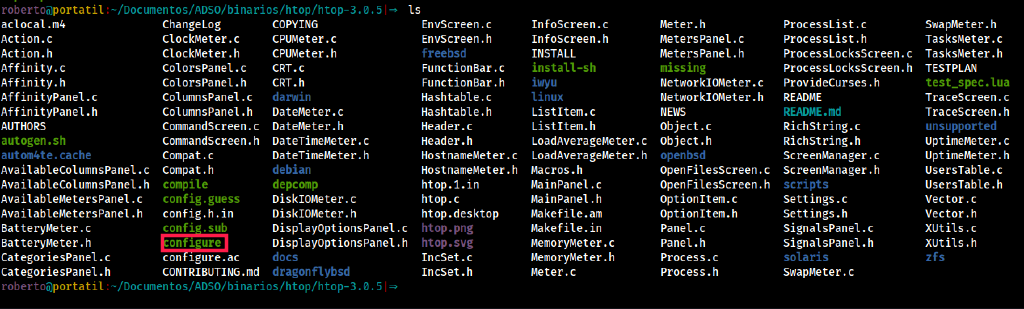 roberto@portatil:~/Documentos/ADSO/binarios/htop/htop-3.0.5|⇒  ls
aclocal.m4 ChangeLog COPYING EnvScreen.c InfoScreen.c Meter.h ProcessList.c SwapMeter.h
Action.c ClockMeter.c CPUMeter.c EnvScreen.h InfoScreen.h MetersPanel.c ProcessList.h TasksMeter.c
Action.h ClockMeter.h CPUMeter.h freebsd INSTALL MetersPanel.h ProcessLocksScreen.c TasksMeter.h
Affinity.c ColorsPanel.c CRT.c FunctionBar.c install-sh missing ProcessLocksScreen.h TESTPLAN
Affinity.h ColorsPanel.h CRT.h FunctionBar.h iwyu NetworkIOMeter.c ProvideCurses.h test_spec.lua
AffinityPanel.c ColumnsPanel.c darwin Hashtable.c linux NetworkIOMeter.h README TraceScreen.c
AffinityPanel.h ColumnsPanel.h DateMeter.c Hashtable.h ListItem.c NEWS README.md TraceScreen.h
AUTHORS CommandScreen.c DateMeter.h Header.c ListItem.h Object.c RichString.c unsupported
autogen.sh CommandScreen.h DateTimeMeter.c Header.h LoadAverageMeter.c Object.h RichString.h UptimeMeter.c
autom4te.cache Compat.c DateTimeMeter.h HostnameMeter.c LoadAverageMeter.h openbsd ScreenManager.c UptimeMeter.h
AvailableColumnsPanel.c Compat.h debian HostnameMeter.h Macros.h OpenFilesScreen.c ScreenManager.h UsersTable.c
AvailableColumnsPanel.h compile depcomp htop.1.in MainPanel.c OpenFilesScreen.h scripts UsersTable.h
AvailableMetersPanel.c config.guess DiskIOMeter.c htop.c MainPanel.h OptionItem.c Settings.c Vector.c
AvailableMetersPanel.h config.h.in DiskIOMeter.h htop.desktop Makefile.am OptionItem.h Settings.h Vector.h
BatteryMeter.c config.sub DisplayOptionsPanel.c htop.png Makefile.in Panel.c SignalsPanel.c XUtils.c
BatteryMeter.h configure DisplayOptionsPanel.h htop.svg MemoryMeter.c Panel.h SignalsPanel.h XUtils.h
CategoriesPanel.c configure.ac docs IncSet.c MemoryMeter.h Process.c solaris zfs
CategoriesPanel.h CONTRIBUTING.md dragonflybsd IncSet.h Meter.c Process.h SwapMeter.c
roberto@portatil:~/Documentos/ADSO/binarios/htop/htop-3.0.5|⇒